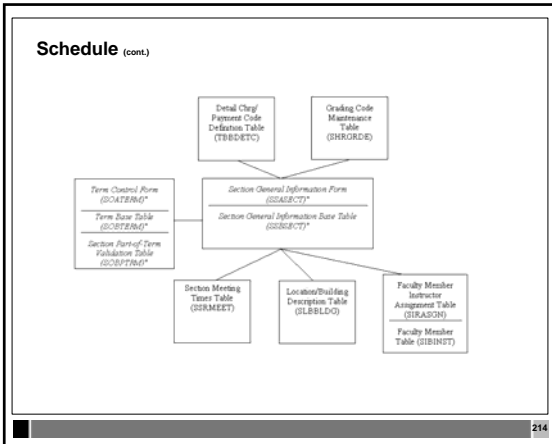 Schedule (cont.)
Detail Chrg/
Payment Code
Definition Table
(TBBDETC)
Grading Code
Maintenance
Table
(SHRGRDE)
Term Control Form
(SOATERM)*
Term Base Table
(SOBTERM)*
Section Part-of-Term
Validation Table
(SOBPTRM)*
Section General Information Form
(SSASECT)*
Section General Information Base Table
(SSBSECT)*
Section Meeting
Times Table
(SSRMEET)
Location/Building
Description Table
(SLBBLDG)
Faculty Member
Instructor
Assignment Table
(SIRASGN)
Faculty Member
Table (SIBINST)
214